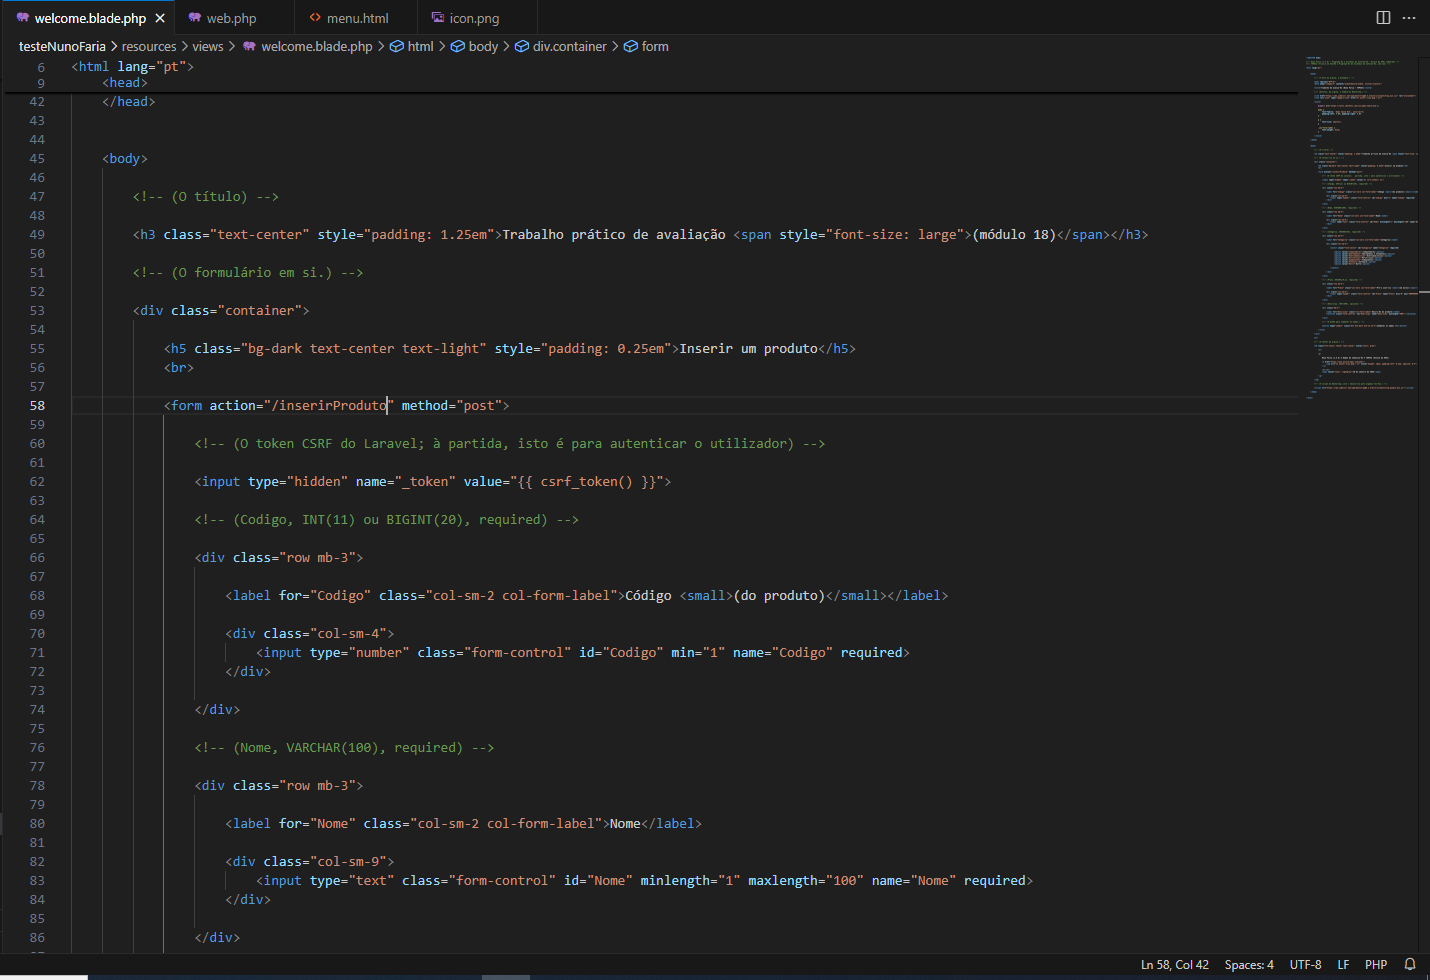 welcome.blade.php
web.php
menu.html
icon.png
testeNunoFaria > resources > views > welcome.blade.php > html > body > div.container > form
6 <html lang="pt">
9 <head>
42 </head>
43
44
45 <body>
46
47 <!-- (O título) -->
48
49 <h3 class="text-center" style="padding: 1.25em">Trabalho prático de avaliação <span style="font-size: large">(módulo 18)</span></h3>
50
51 <!-- (O formulário em si.) -->
52
53 <div class="container">
54
55 <h5 class="bg-dark text-center text-light" style="padding: 0.25em">Inserir um produto</h5>
56 <br>
57
58 <form action="/inserirProduto" method="post">
59
60 <!-- (O token CSRF do Laravel; à partida, isto é para autenticar o utilizador) -->
61
62 <input type="hidden" name="_token" value="{{ csrf_token() }}">
63
64 <!-- (Codigo, INT(11) ou BIGINT(20), required) -->
65
66 <div class="row mb-3">
67
68 <label for="Codigo" class="col-sm-2 col-form-label">Código <small>(do produto)</small></label>
69
70 <div class="col-sm-4">
71 <input type="number" class="form-control" id="Codigo" min="1" name="Codigo" required>
72 </div>
73
74 </div>
75
76 <!-- (Nome, VARCHAR(100), required) -->
77
78 <div class="row mb-3">
79
80 <label for="Nome" class="col-sm-2 col-form-label">Nome</label>
81
82 <div class="col-sm-9">
83 <input type="text" class="form-control" id="Nome" minlength="1" maxlength="100" name="Nome" required>
84 </div>
85
86 </div>
Ln 58, Col 42 Spaces: 4 UTF-8 LF PHP